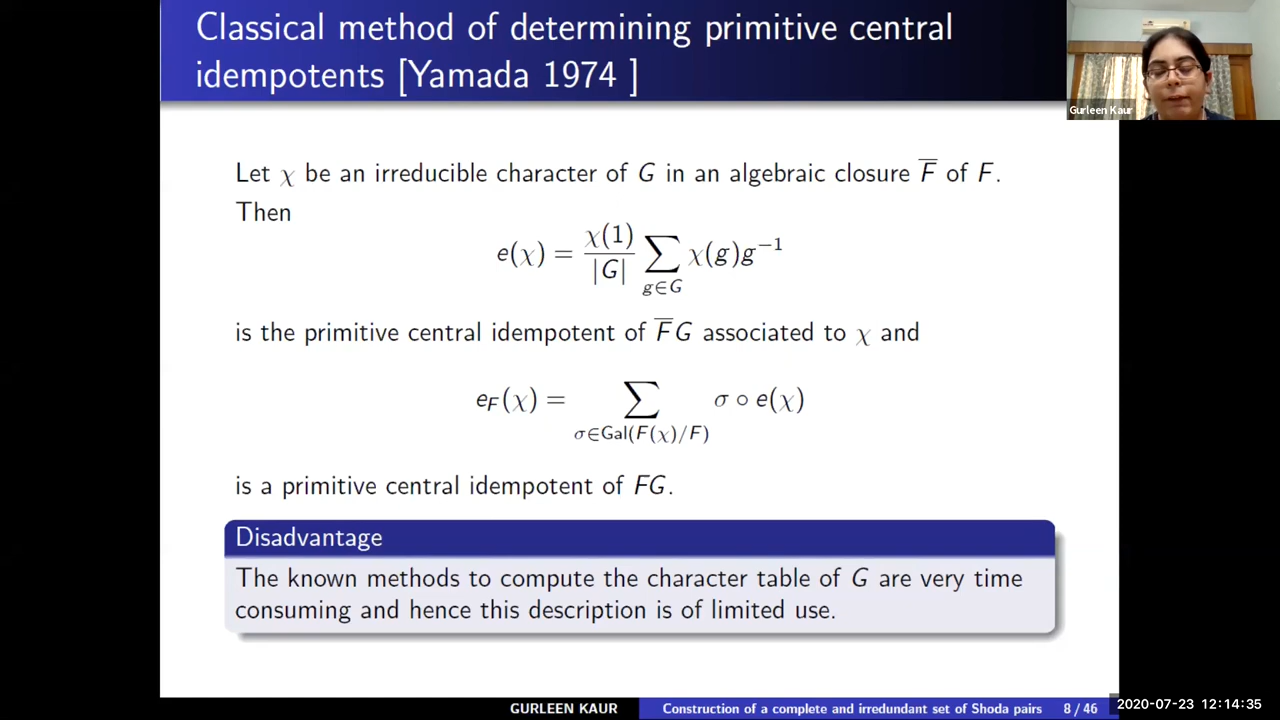 Classical method of determining primitive central
idempotents [Yamada 1974 ]
Gurleen Kaur
Let χ be an irreducible character of G in an algebraic closure F̅ of F.
Then
e(χ) = χ(1)/|G| ∑_{g∈G} χ(g)g⁻¹
is the primitive central idempotent of F̅G associated to χ and
e_F(χ) = ∑_{σ∈Gal(F(χ)/F)} σ ∘ e(χ)
is a primitive central idempotent of FG.
Disadvantage
The known methods to compute the character table of G are very time
consuming and hence this description is of limited use.
GURLEEN KAUR
Construction of a complete and irredundant set of Shoda pairs
8 / 46
2020-07-23 12:14:35